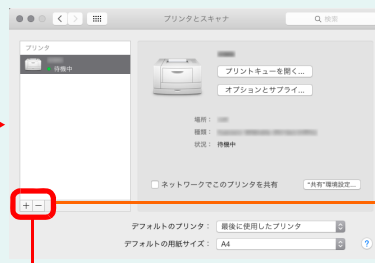 プリンタとスキャナ
検索
プリンタ
待機中
プリントキューを開く...
オプションとサプライ...
場所：
種類：
状況： 待機中
ネットワークでこのプリンタを共有
"共有"環境設定...
+ −
デフォルトのプリンタ： 最後に使用したプリンタ
デフォルトの用紙サイズ： A4
?